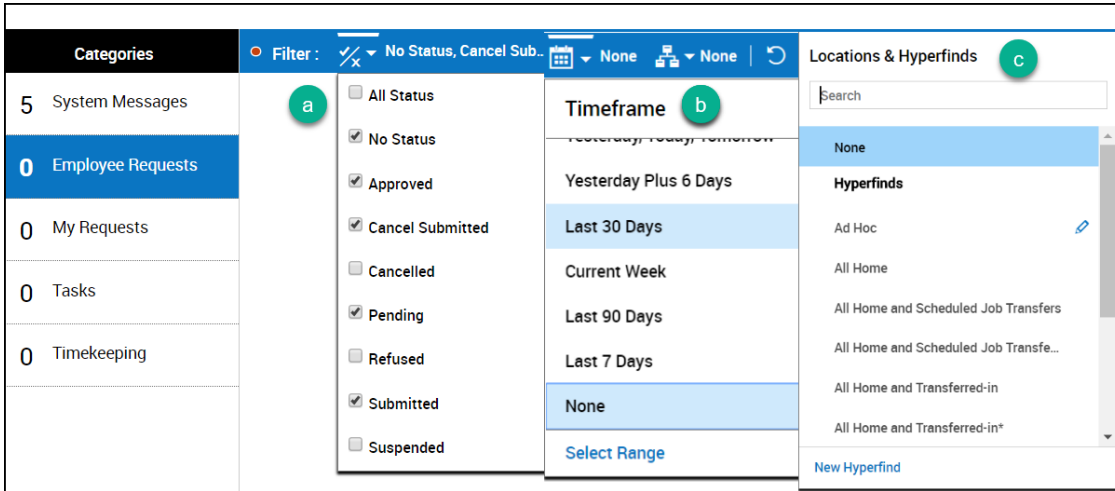 Categories
5 System Messages
0 Employee Requests
0 My Requests
0 Tasks
0 Timekeeping
Filter :
No Status, Cancel Sub..
a
All Status
No Status
Approved
Cancel Submitted
Cancelled
Pending
Refused
Submitted
Suspended
None
None
Timeframe
b
Yesterday, Today, Tomorrow
Yesterday Plus 6 Days
Last 30 Days
Current Week
Last 90 Days
Last 7 Days
None
Select Range
Locations & Hyperfinds
c
Search
None
Hyperfinds
Ad Hoc
All Home
All Home and Scheduled Job Transfers
All Home and Scheduled Job Transfe...
All Home and Transferred-in
All Home and Transferred-in*
New Hyperfind